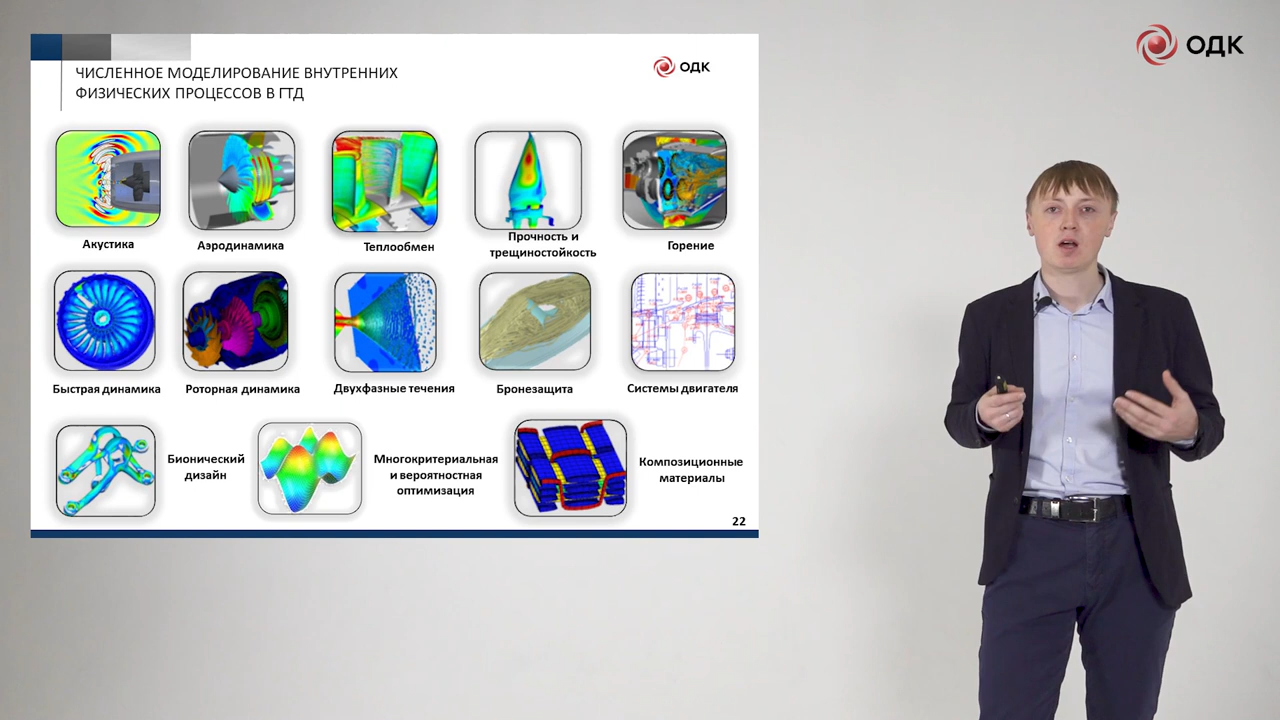 ОДК
ЧИСЛЕННОЕ МОДЕЛИРОВАНИЕ ВНУТРЕННИХ
ФИЗИЧЕСКИХ ПРОЦЕССОВ В ГТД
ОДК
Акустика
Аэродинамика
Теплообмен
Прочность и
трещиностойкость
Горение
Быстрая динамика
Роторная динамика
Двухфазные течения
Бронезащита
Системы двигателя
Бионический
дизайн
Многокритериальная
и вероятностная
оптимизация
Композиционные
материалы
22